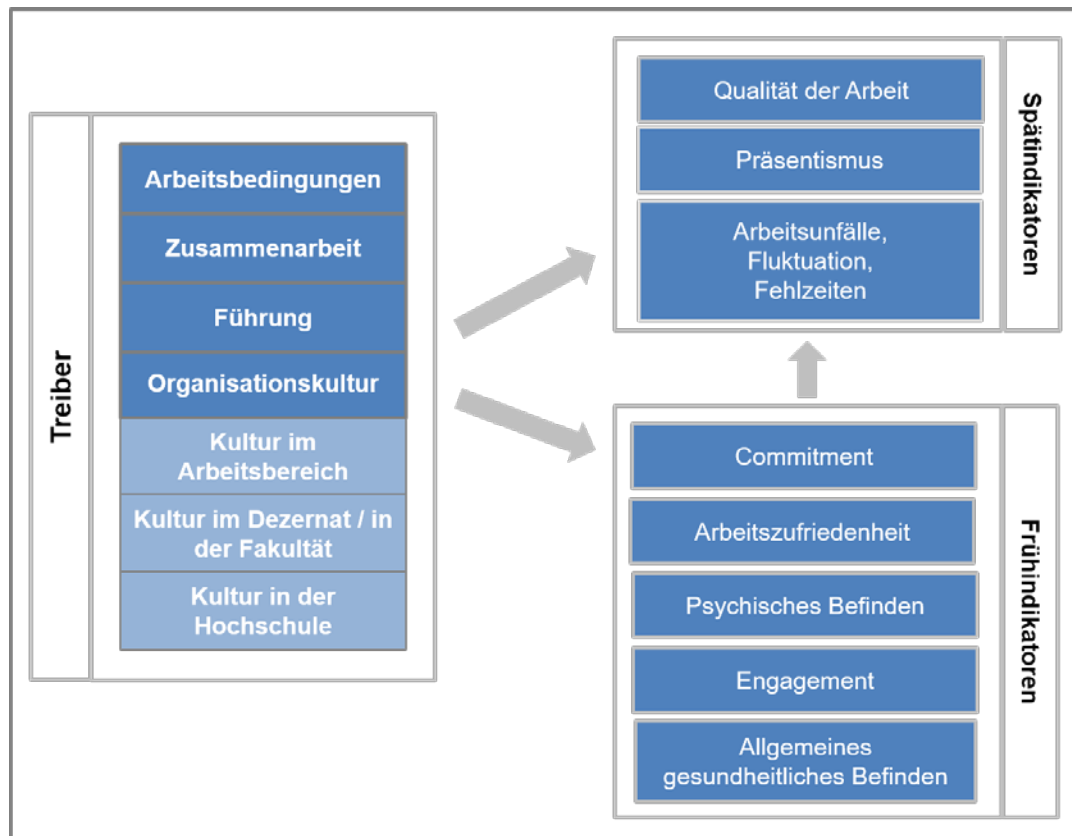 Treiber
Arbeitsbedingungen
Zusammenarbeit
Führung
Organisationskultur
Kultur im
Arbeitsbereich
Kultur im Dezernat / in
der Fakultät
Kultur in der
Hochschule
Qualität der Arbeit
Präsentismus
Arbeitsunfälle,
Fluktuation,
Fehlzeiten
Spätindikatoren
Commitment
Arbeitszufriedenheit
Psychisches Befinden
Engagement
Allgemeines
gesundheitliches Befinden
Frühindikatoren